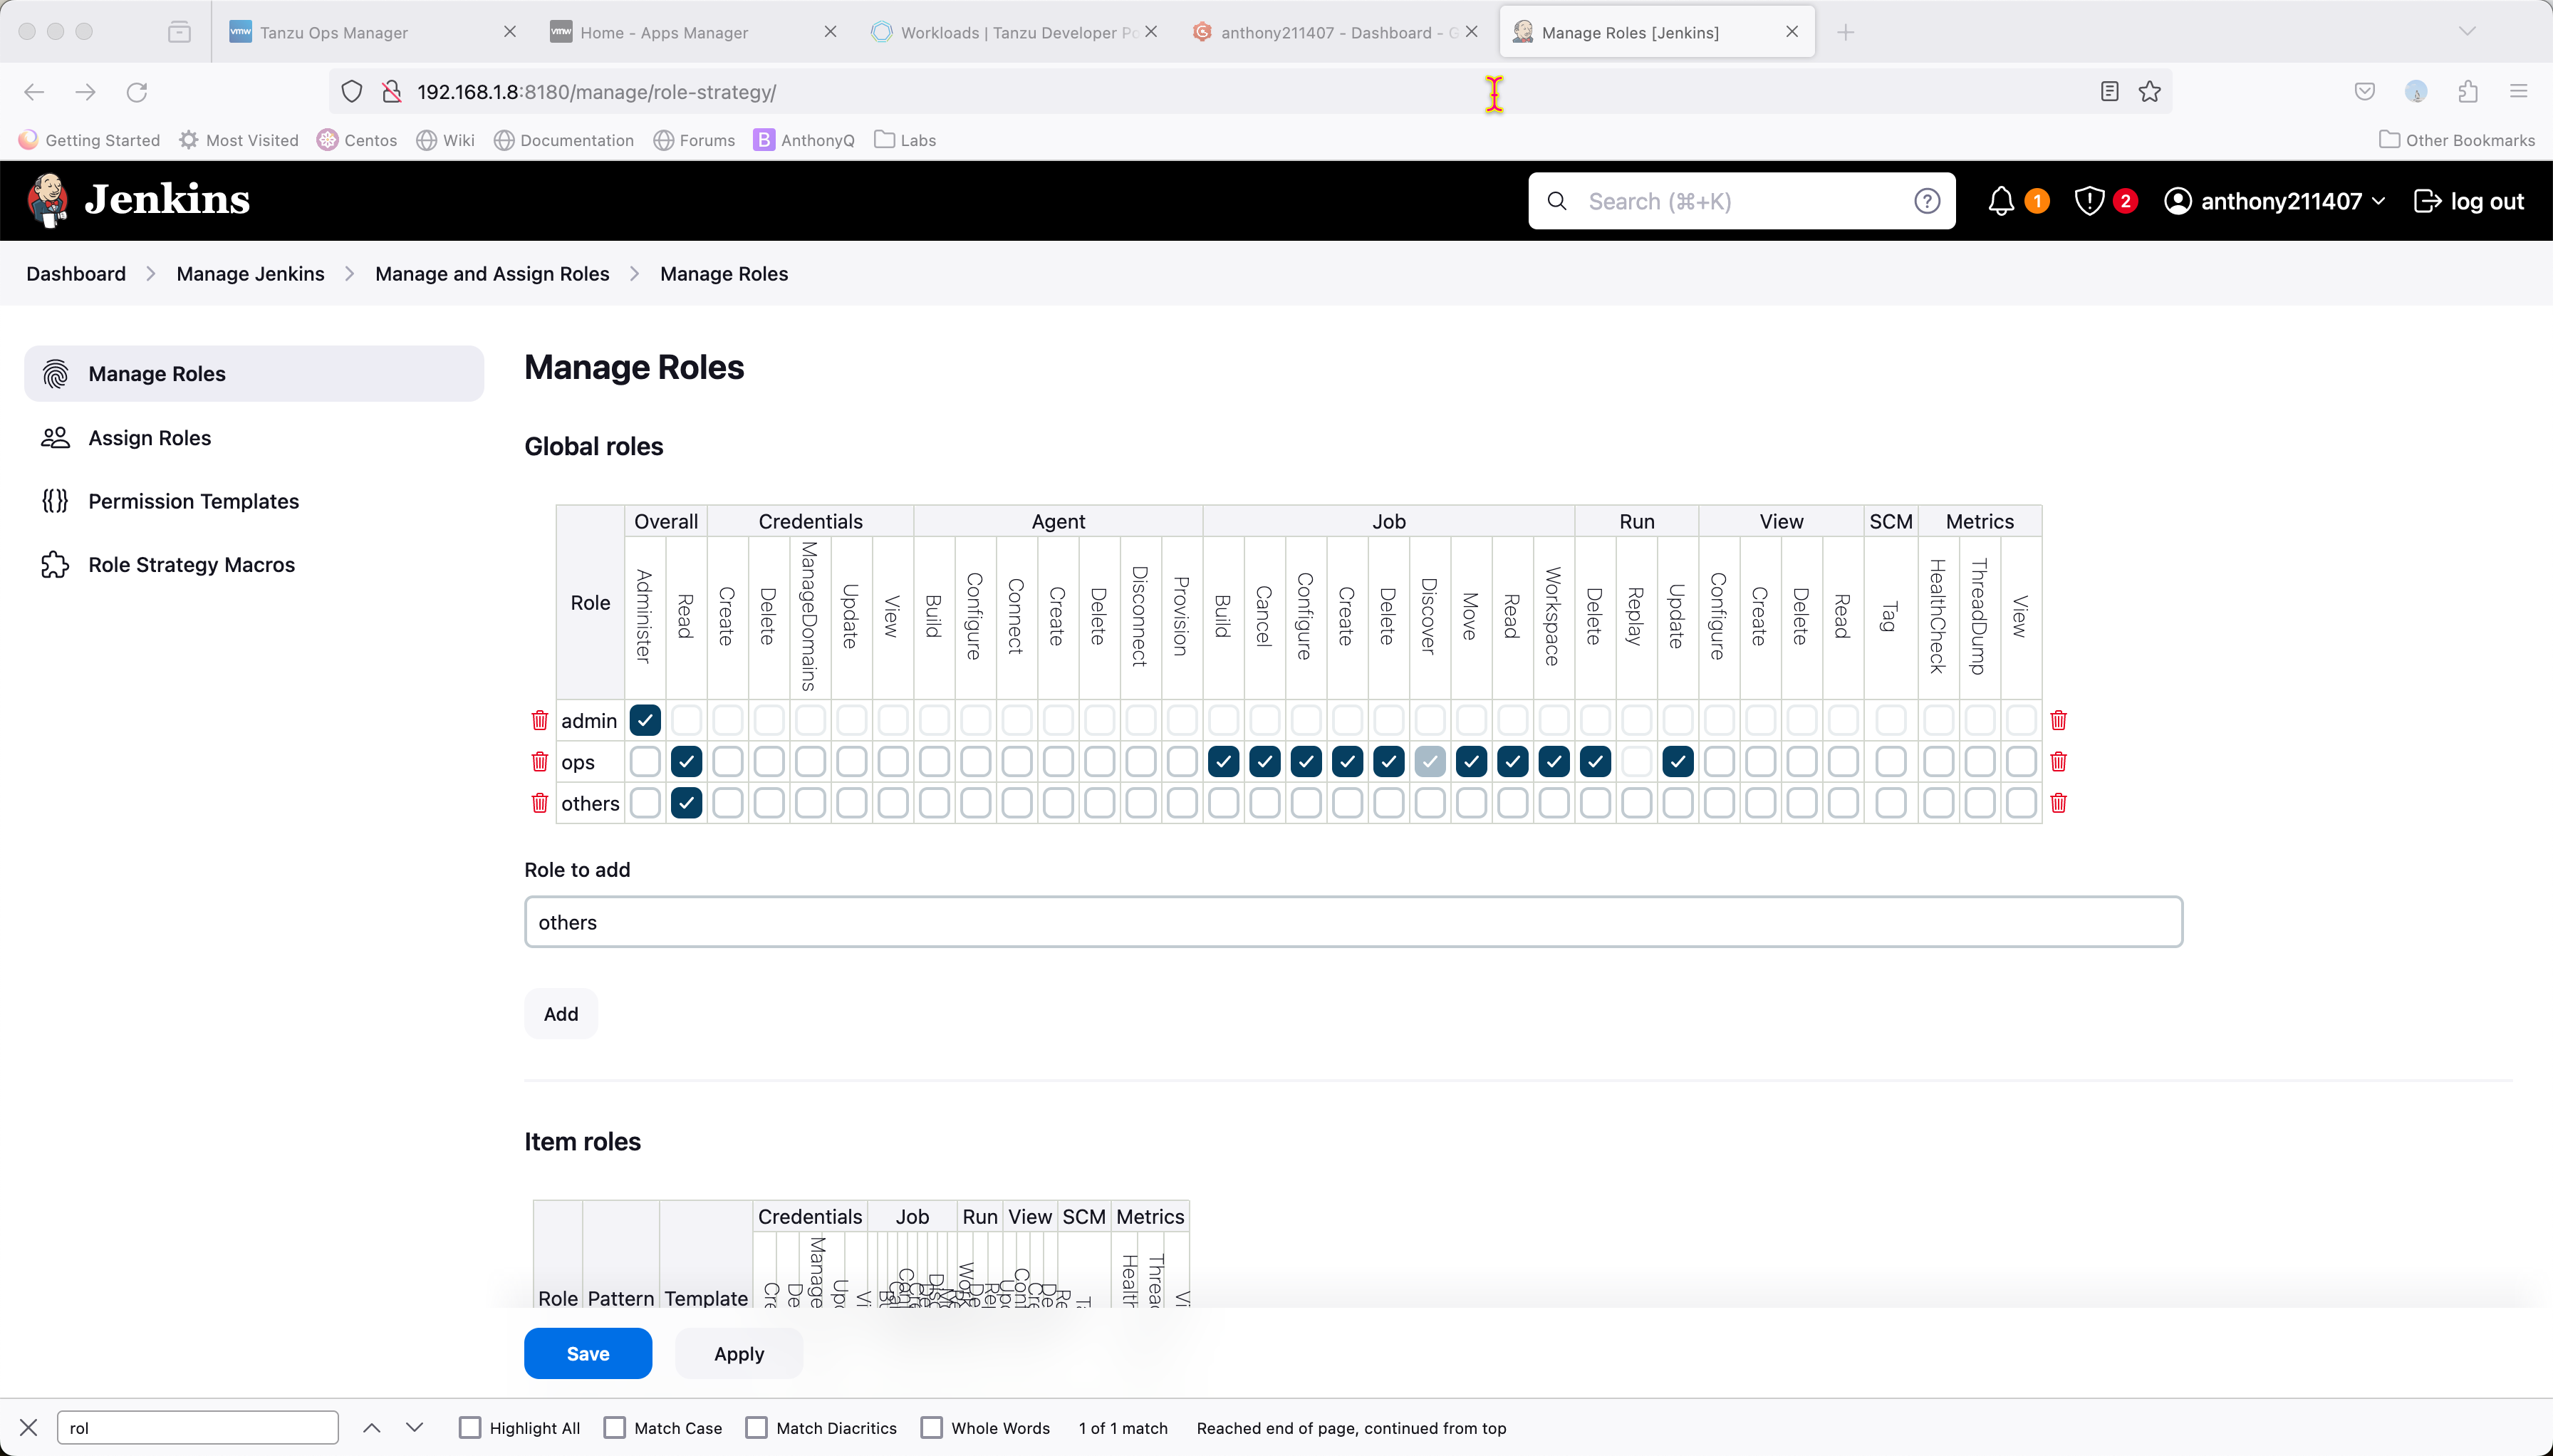 Tanzu Ops Manager
Home - Apps Manager
Workloads | Tanzu Developer Po
anthony211407 - Dashboard - G
Manage Roles [Jenkins]
192.168.1.8:8180/manage/role-strategy/
Getting Started
Most Visited
Centos
Wiki
Documentation
Forums
B AnthonyQ
Labs
Other Bookmarks
Jenkins
Search (⌘+K)
1
2
anthony211407
log out
Dashboard > Manage Jenkins > Manage and Assign Roles > Manage Roles
Manage Roles
Assign Roles
Permission Templates
Role Strategy Macros
Manage Roles
Global roles
Role
Overall Credentials Agent Job Run View SCM Metrics
Administer Read Create Delete ManageDomains Update View Build Configure Connect Create Delete Disconnect Provision Build Cancel Configure Create Delete Discover Move Read Workspace Delete Replay Update Configure Create Delete Read Tag HealthCheck ThreadDump View
admin
ops
others
Role to add
others
Add
Item roles
Credentials Job Run View SCM Metrics
Role Pattern Template
Save
Apply
rol
Highlight All
Match Case
Match Diacritics
Whole Words
1 of 1 match
Reached end of page, continued from top